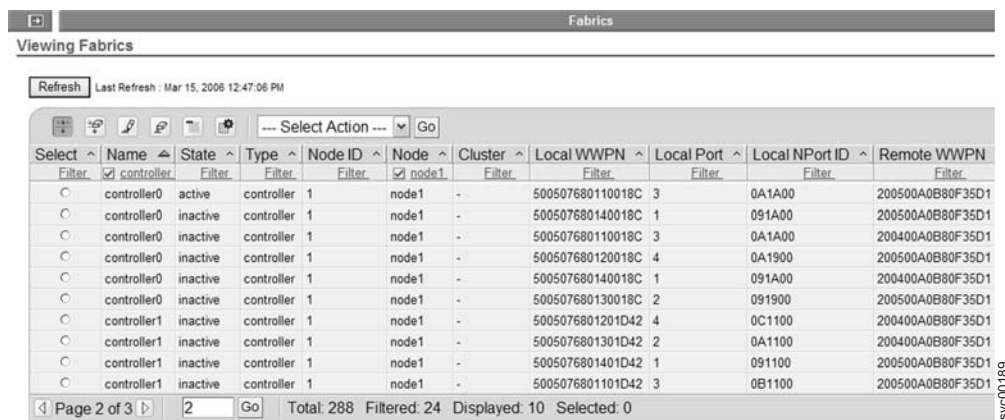 Fabrics
Viewing Fabrics
Refresh Last Refresh : Mar 15, 2006 12:47:06 PM
--- Select Action --- Go
Select Name State Type Node ID Node Cluster Local WWPN Local Port Local NPort ID Remote WWPN
Filter controller Filter Filter Filter node1 Filter Filter Filter Filter Filter
controller0 active controller 1 node1 - 500507680110018C 3 0A1A00 200500A0B80F35D1
controller0 inactive controller 1 node1 - 500507680140018C 1 091A00 200500A0B80F35D1
controller0 inactive controller 1 node1 - 500507680110018C 3 0A1A00 200400A0B80F35D1
controller0 inactive controller 1 node1 - 500507680120018C 4 0A1900 200500A0B80F35D1
controller0 inactive controller 1 node1 - 500507680140018C 1 091A00 200400A0B80F35D1
controller0 inactive controller 1 node1 - 500507680130018C 2 091900 200500A0B80F35D1
controller1 inactive controller 1 node1 - 5005076801201D42 4 0C1100 200400A0B80F35D1
controller1 inactive controller 1 node1 - 5005076801301D42 2 0A1100 200400A0B80F35D1
controller1 inactive controller 1 node1 - 5005076801401D42 1 091100 200500A0B80F35D1
controller1 inactive controller 1 node1 - 5005076801101D42 3 0B1100 200500A0B80F35D1
Page 2 of 3 2 Go Total: 288 Filtered: 24 Displayed: 10 Selected: 0